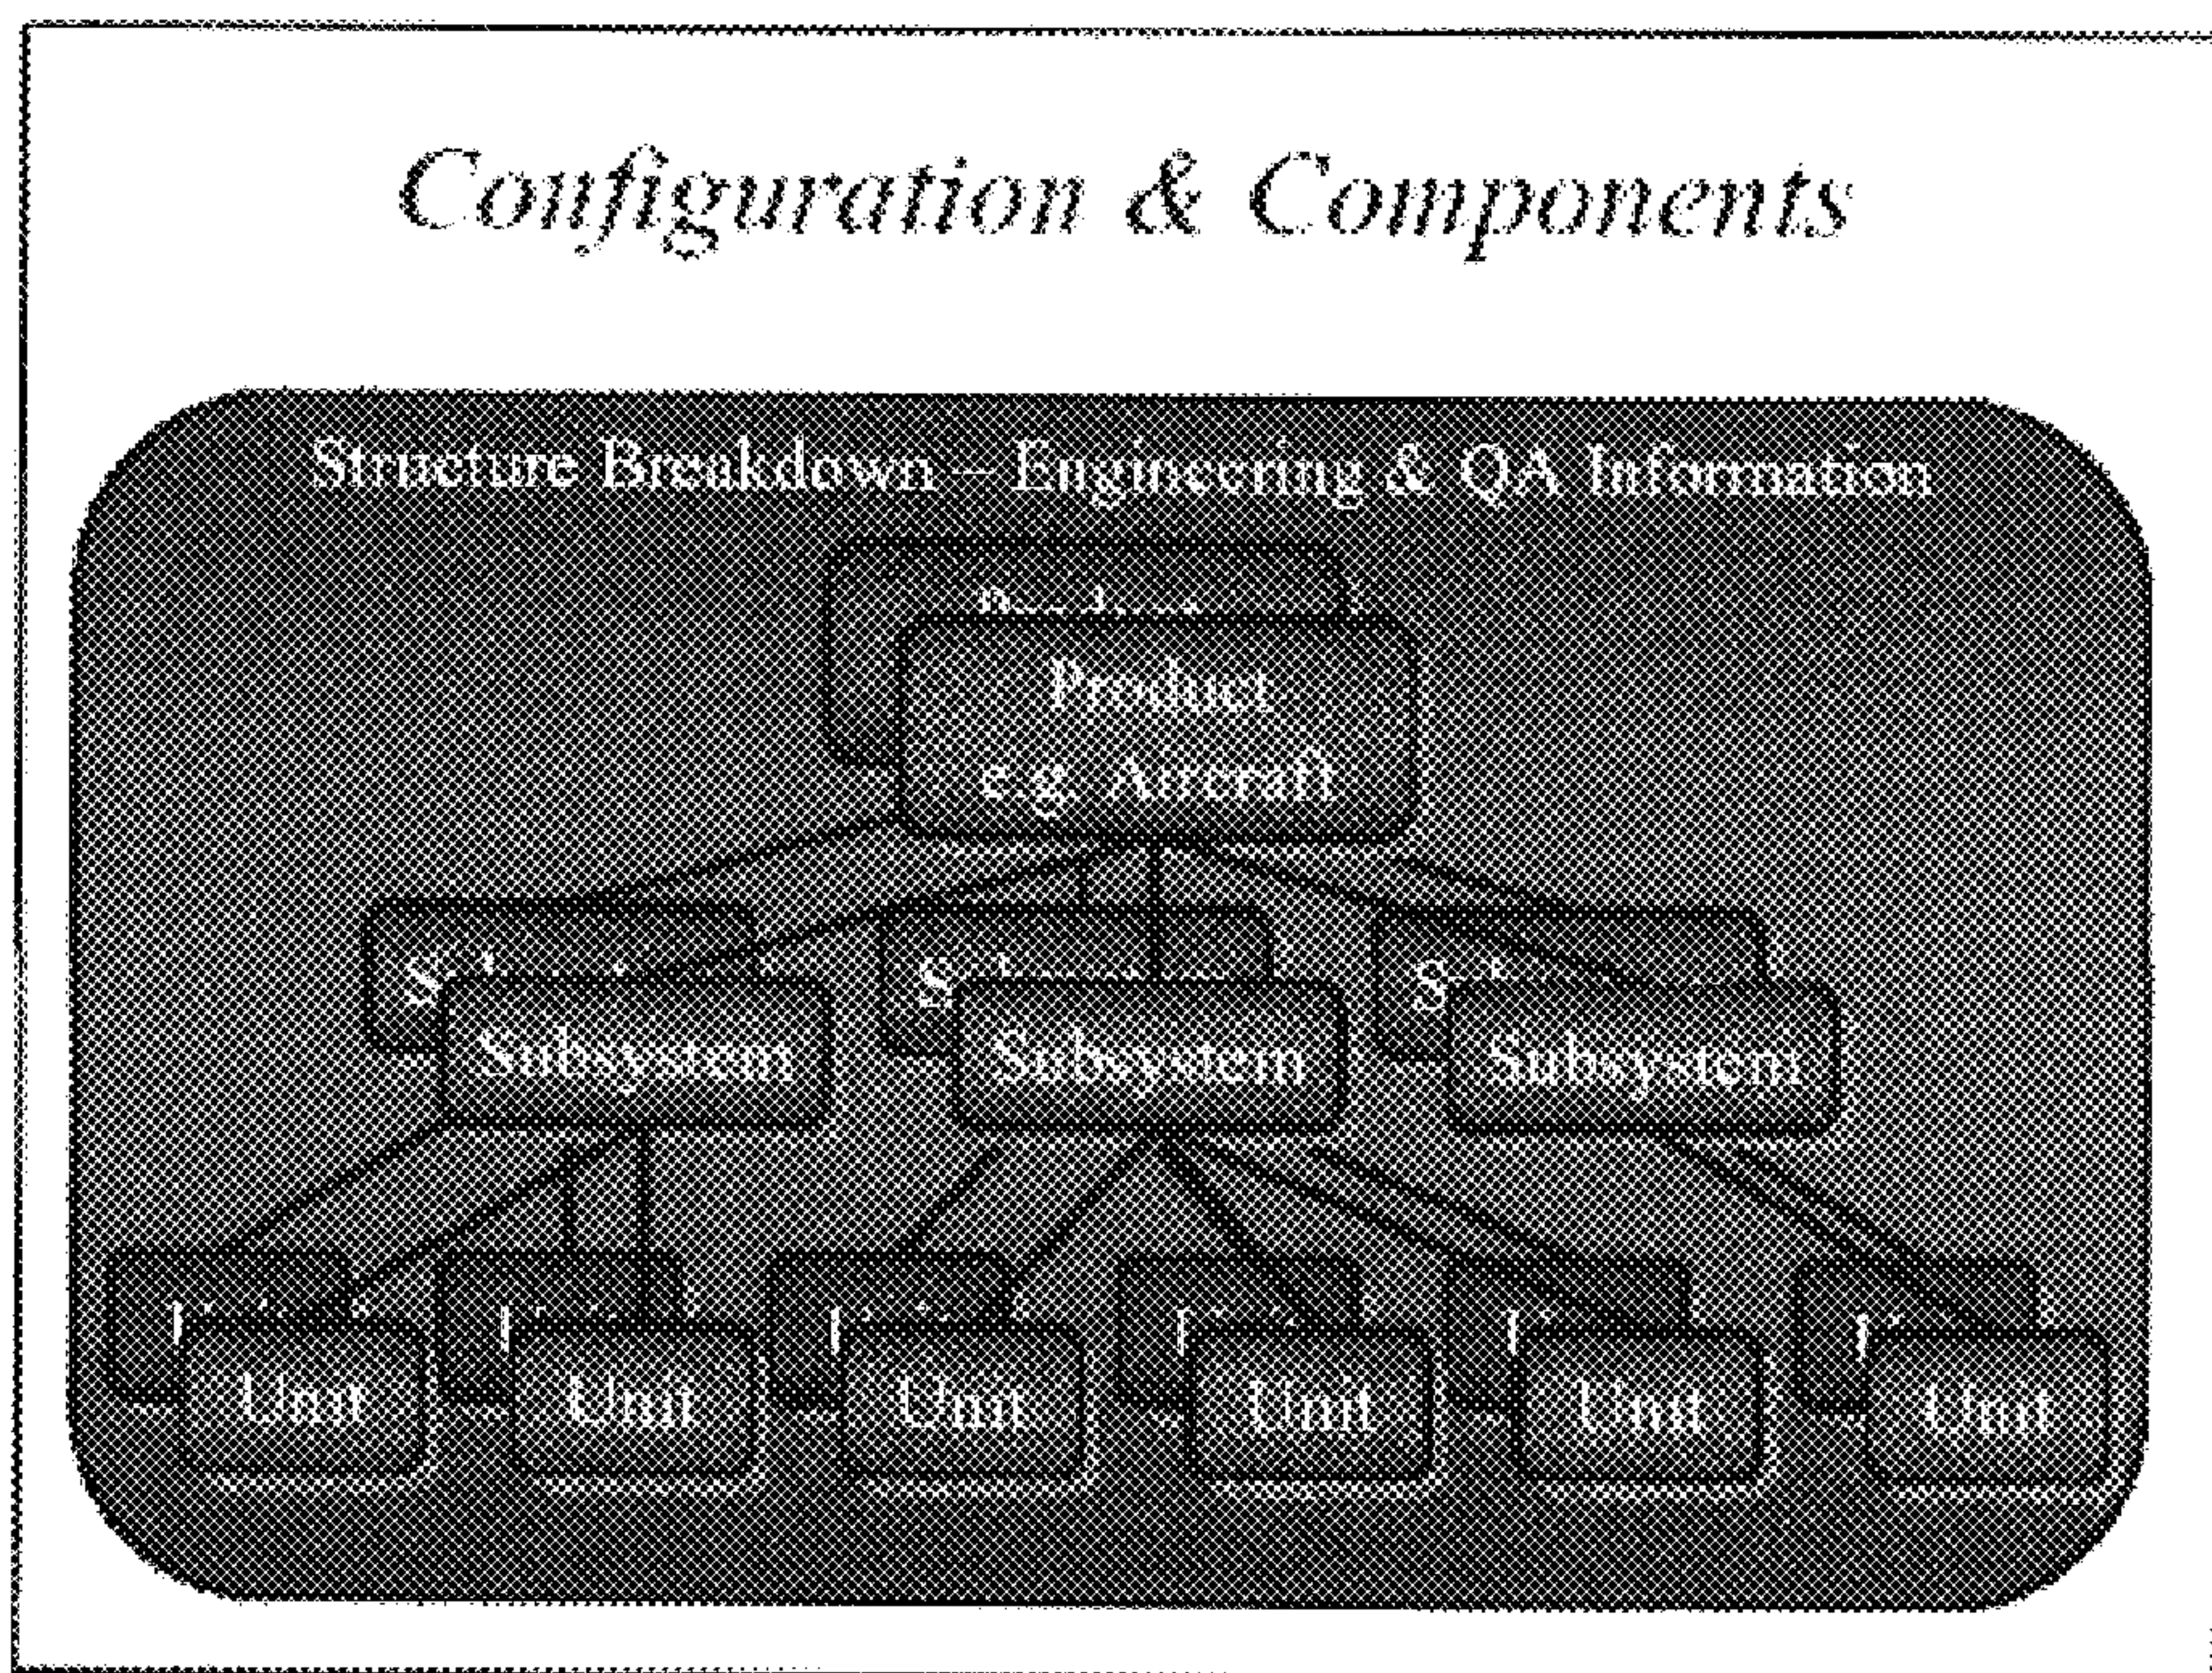 Configuration & Components
Structure Breakdown – Engineering & QA Information
Product
e.g. Aircraft
Subsystem Subsystem Subsystem
Unit Unit Unit Unit Unit Unit